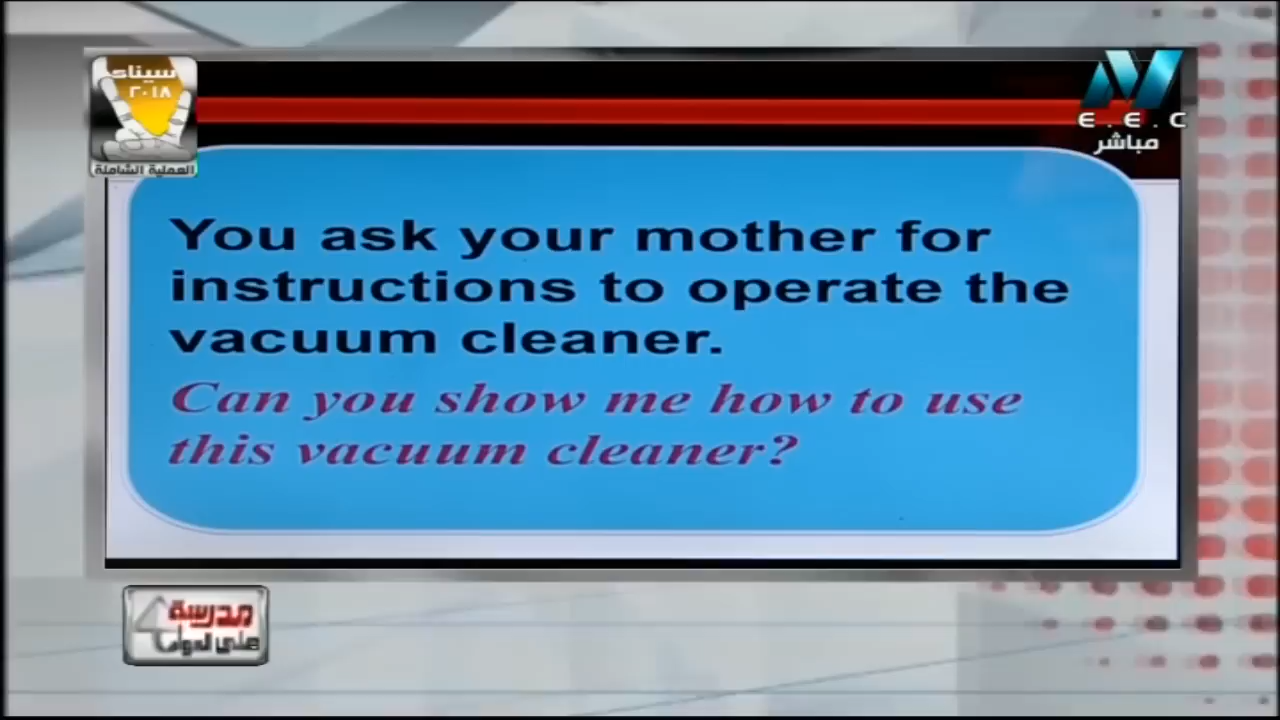 سيناء
٢٠١٨
العملية الشاملة
E.E.C
مباشر
You ask your mother for
instructions to operate the
vacuum cleaner.
Can you show me how to use
this vacuum cleaner?
مدرسة
على الهواء